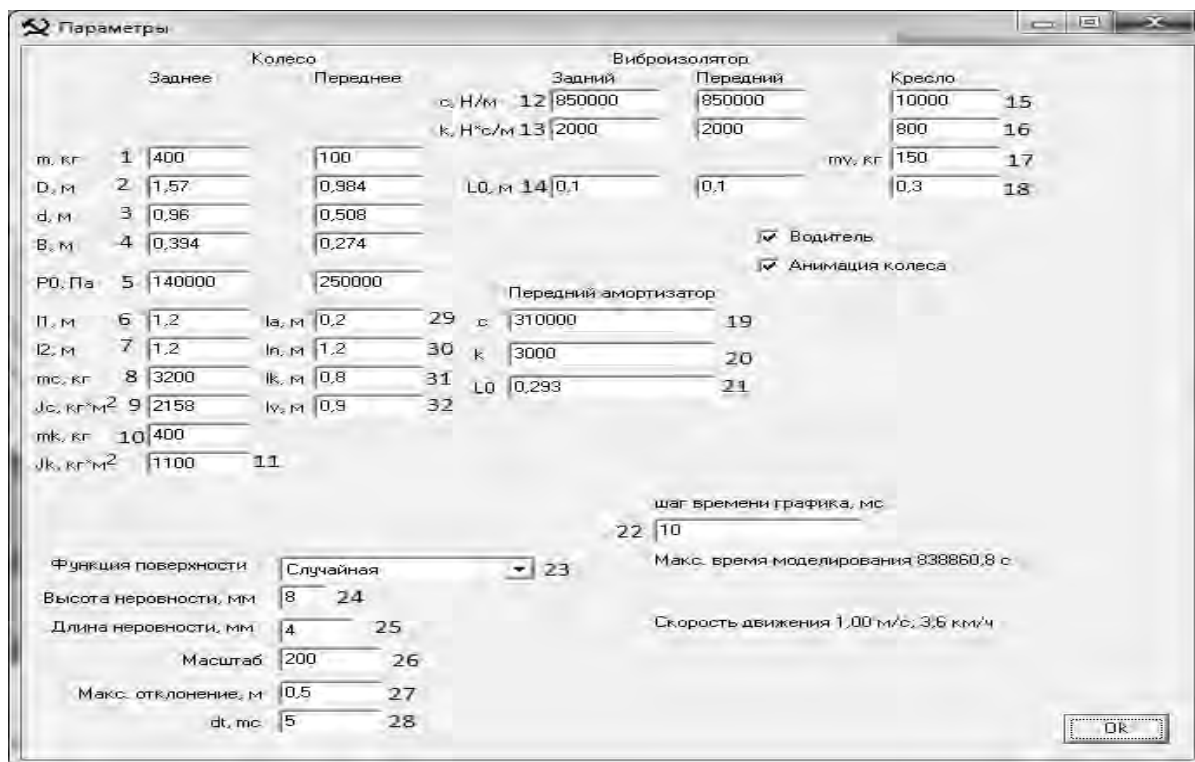 Параметры
Колесо Виброизолятор
Заднее Переднее Задний Передний Кресло
c, Н/м 12 850000 850000 10000 15
k, Н*с/м 13 2000 2000 800 16
m, кг 1 400 100 mv, кг 150 17
D, м 2 1,57 0,984 L0, м 14 0,1 0,1 0,3 18
d, м 3 0,96 0,508
B, м 4 0,394 0,274 Водитель
Анимация колеса
P0, Па 5 140000 250000
Передний амортизатор
l1, м 6 1,2 la, м 0,2 29 c 310000 19
l2, м 7 1,2 ln, м 1,2 30 k 3000 20
mc, кг 8 3200 lk, м 0,8 31 L0 0,293 21
Jc, кг*м2 9 2158 lv, м 0,9 32
mk, кг 10 400
Jk, кг*м2 1100 11
шаг времени графика, мс
22 10
Функция поверхности Случайная 23 Макс. время моделирования 838860,8 с
Высота неровности, мм 8 24
Длина неровности, мм 4 25 Скорость движения 1,00 м/с, 3,6 км/ч
Масштаб 200 26
Макс. отклонение, м 0,5 27
dt, mc 5 28
Ok